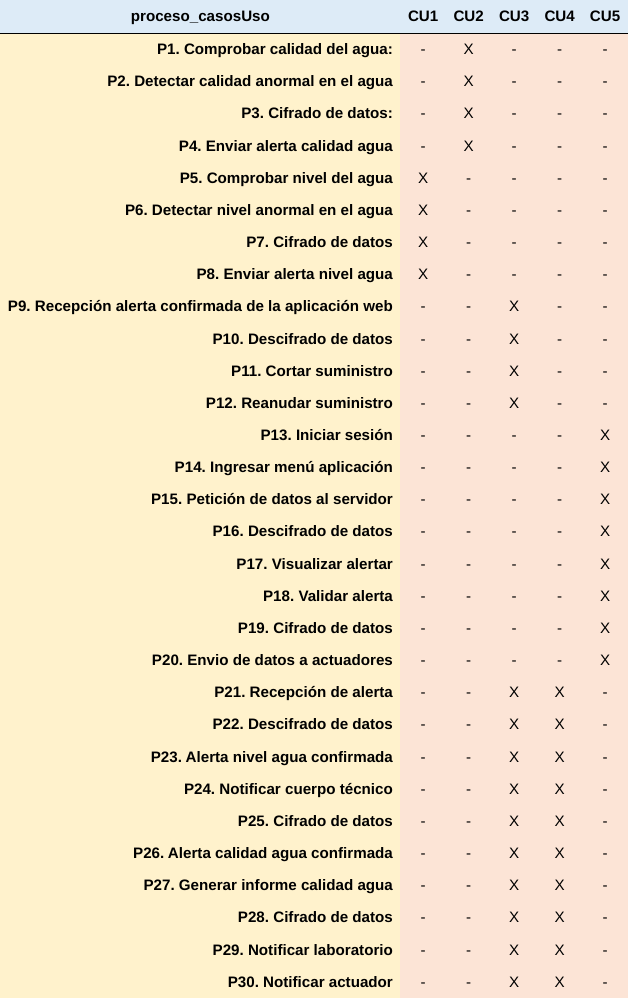 proceso_casosUso CU1 CU2 CU3 CU4 CU5
P1. Comprobar calidad del agua: - X - - -
P2. Detectar calidad anormal en el agua - X - - -
P3. Cifrado de datos: - X - - -
P4. Enviar alerta calidad agua - X - - -
P5. Comprobar nivel del agua X - - - -
P6. Detectar nivel anormal en el agua X - - - -
P7. Cifrado de datos X - - - -
P8. Enviar alerta nivel agua X - - - -
P9. Recepción alerta confirmada de la aplicación web - - X - -
P10. Descifrado de datos - - X - -
P11. Cortar suministro - - X - -
P12. Reanudar suministro - - X - -
P13. Iniciar sesión - - - - X
P14. Ingresar menú aplicación - - - - X
P15. Petición de datos al servidor - - - - X
P16. Descifrado de datos - - - - X
P17. Visualizar alertar - - - - X
P18. Validar alerta - - - - X
P19. Cifrado de datos - - - - X
P20. Envio de datos a actuadores - - - - X
P21. Recepción de alerta - - X X -
P22. Descifrado de datos - - X X -
P23. Alerta nivel agua confirmada - - X X -
P24. Notificar cuerpo técnico - - X X -
P25. Cifrado de datos - - X X -
P26. Alerta calidad agua confirmada - - X X -
P27. Generar informe calidad agua - - X X -
P28. Cifrado de datos - - X X -
P29. Notificar laboratorio - - X X -
P30. Notificar actuador - - X X -